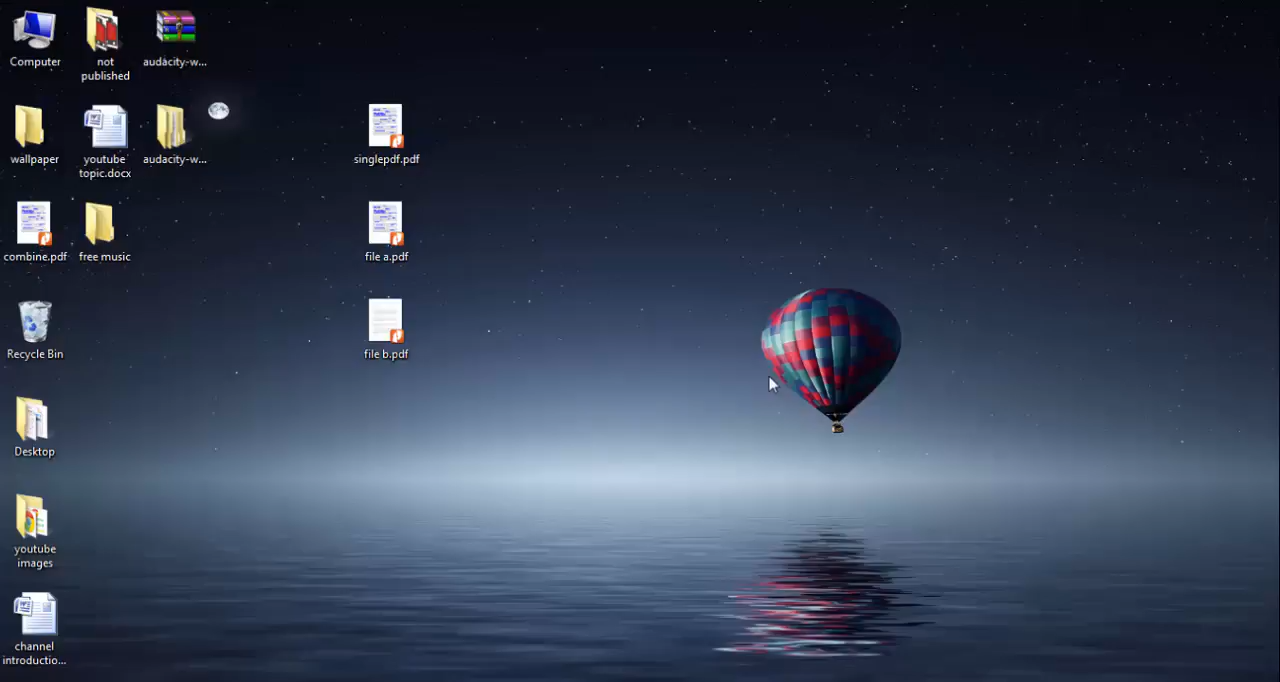 Computer
not
published
audacity-w...
wallpaper
youtube
topic.docx
audacity-w...
singlepdf.pdf
combine.pdf
free music
file a.pdf
Recycle Bin
file b.pdf
Desktop
youtube
images
channel
introductio...